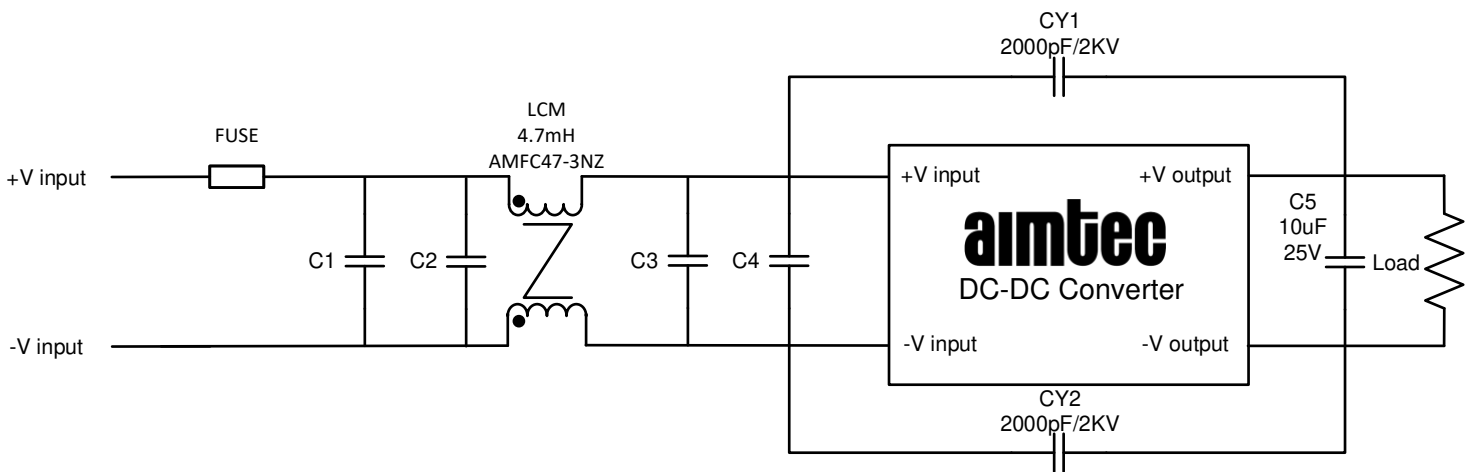 CY1
2000pF/2KV
LCM
4.7mH
AMFC47-3NZ
FUSE
+V input
+V input
+V output
C5
10uF
25V
aimtec
DC-DC Converter
C1
C2
C3
C4
Load
-V input
-V input
-V output
CY2
2000pF/2KV